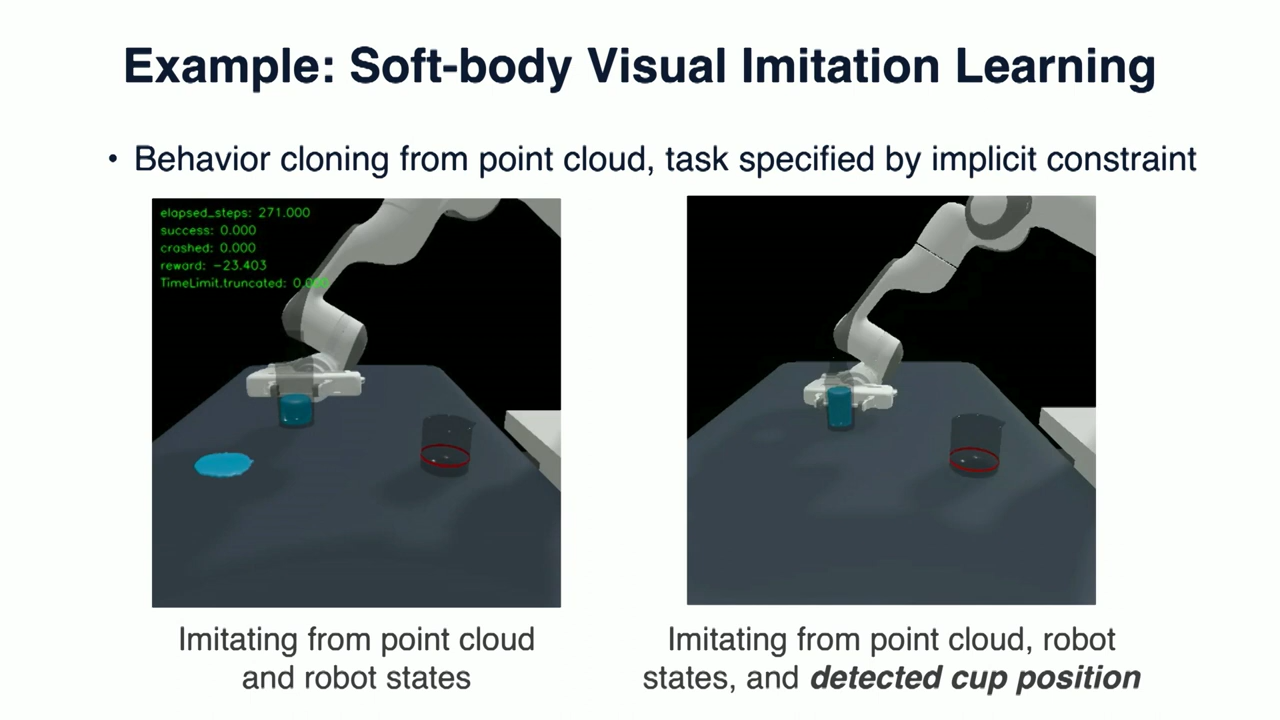 Example: Soft-body Visual Imitation Learning
• Behavior cloning from point cloud, task specified by implicit constraint
elapsed_steps: 271.000
success: 0.000
crashed: 0.000
reward: -23.403
TimeLimit.truncated: 0.000
Imitating from point cloud
and robot states
Imitating from point cloud, robot
states, and detected cup position